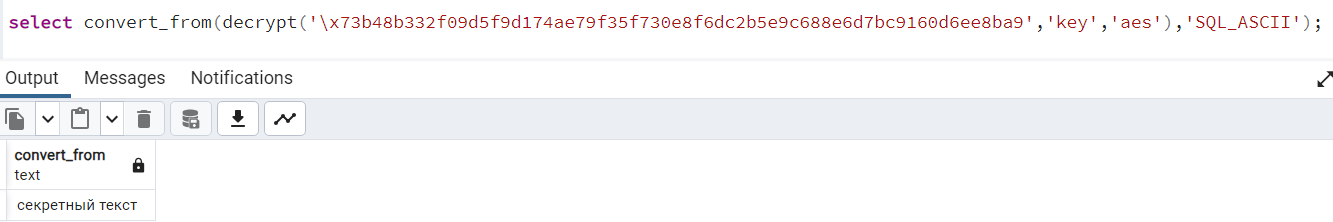 select convert_from(decrypt('\x73b48b332f09d5f9d174ae79f35f730e8f6dc2b5e9c688e6d7bc9160d6ee8ba9','key','aes'),'SQL_ASCII');
Output Messages Notifications
convert_from
text
секретный текст